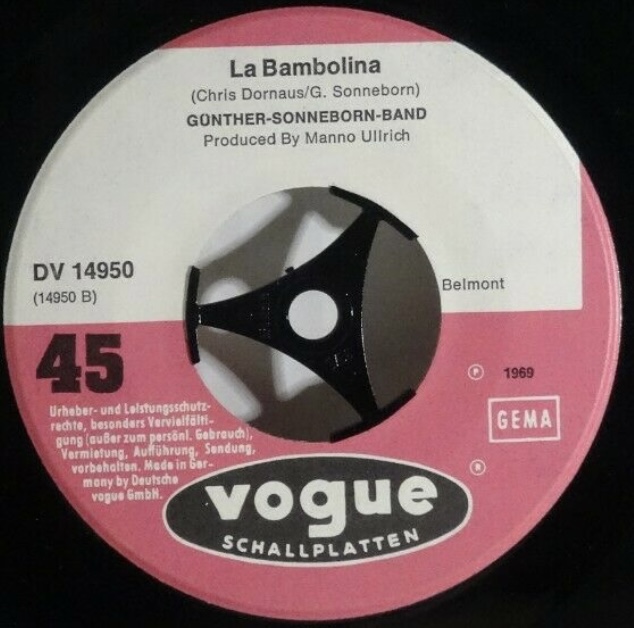 La Bambolina
(Chris Dornaus/G. Sonneborn)
GÜNTHER-SONNEBORN-BAND
Produced By Manno Ullrich
DV 14950
(14950 B)
Belmont
45
Ⓟ 1969
GEMA
Urheber- und Leistungsschutz-
rechte, besonders Vervielfälti-
gung (außer zum persönl. Gebrauch),
Vermietung, Aufführung, Sendung,
vorbehalten. Made in Ger-
many by Deutsche
vogue GmbH.
®
vogue
SCHALLPLATTEN